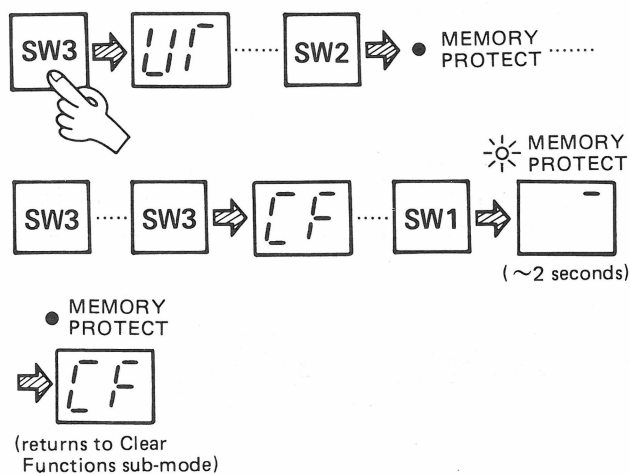 SW3 ...... SW2 MEMORY
PROTECT ......
MEMORY
PROTECT
SW3 ..... SW3 CF ..... SW1
(~2 seconds)
MEMORY
PROTECT
CF
(returns to Clear
Functions sub-mode)